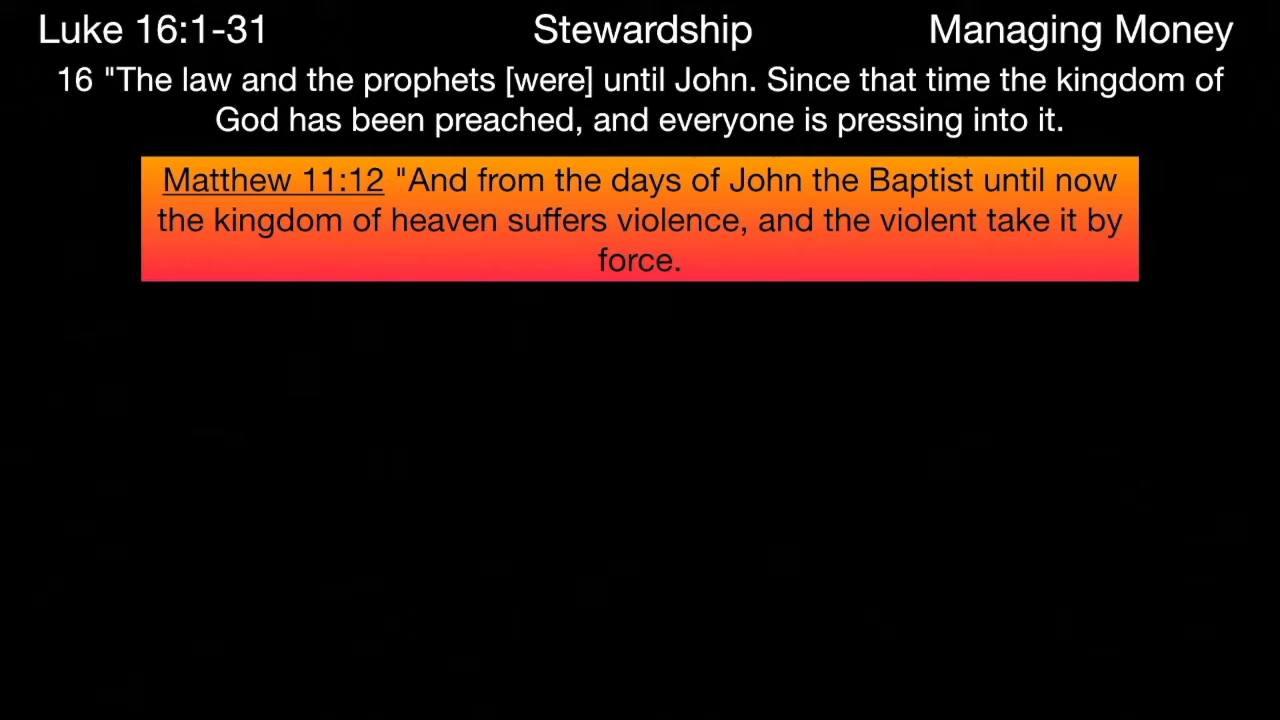 Luke 16:1-31 Stewardship Managing Money
16 "The law and the prophets [were] until John. Since that time the kingdom of
God has been preached, and everyone is pressing into it.
Matthew 11:12 "And from the days of John the Baptist until now
the kingdom of heaven suffers violence, and the violent take it by
force.